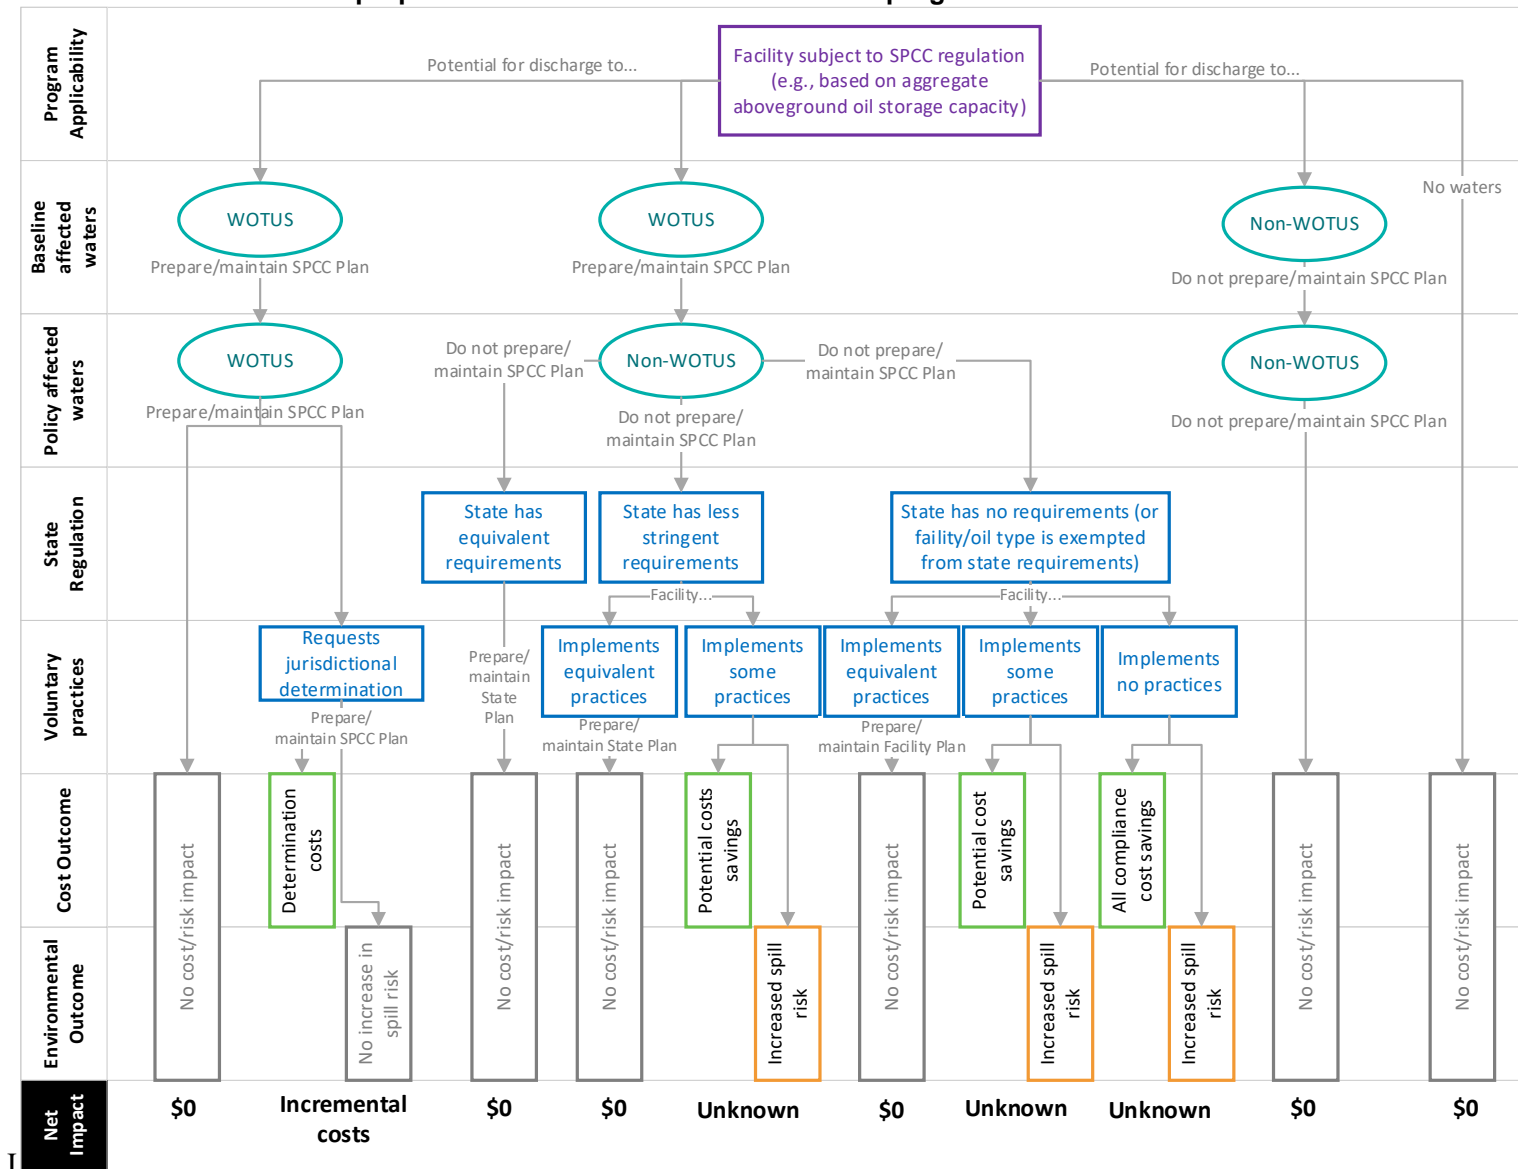 Program
Applicability
Facility subject to SPCC regulation
(e.g., based on aggregate
aboveground oil storage capacity)
Potential for discharge to...
Potential for discharge to...
Baseline
affected
waters
WOTUS
WOTUS
Non-WOTUS
No waters
Prepare/maintain SPCC Plan
Prepare/maintain SPCC Plan
Do not prepare/maintain SPCC Plan
Policy affected
waters
WOTUS
Do not prepare/
maintain SPCC Plan
Non-WOTUS
Do not prepare/
maintain SPCC Plan
Non-WOTUS
Prepare/maintain SPCC Plan
Do not prepare/
maintain SPCC Plan
Do not prepare/maintain SPCC Plan
State
Regulation
State has
equivalent
requirements
State has less
stringent
requirements
State has no requirements (or
faility/oil type is exempted
from state requirements)
Facility...
Facility...
Voluntary
practices
Requests
jurisdictional
determination
Prepare/
maintain SPCC Plan
Prepare/
maintain
State
Plan
Implements
equivalent
practices
Prepare/
maintain State Plan
Implements
some
practices
Implements
equivalent
practices
Prepare/
maintain Facility Plan
Implements
some
practices
Implements
no practices
Cost Outcome
Environmental
Outcome
No cost/risk impact
Determination
costs
No increase in
spill risk
No cost/risk impact
No cost/risk impact
Potential costs
savings
Increased spill
risk
No cost/risk impact
Potential cost
savings
Increased spill
risk
All compliance
cost savings
Increased spill
risk
No cost/risk impact
No cost/risk impact
Net
Impact
$0
Incremental
costs
$0
$0
Unknown
$0
Unknown
Unknown
$0
$0